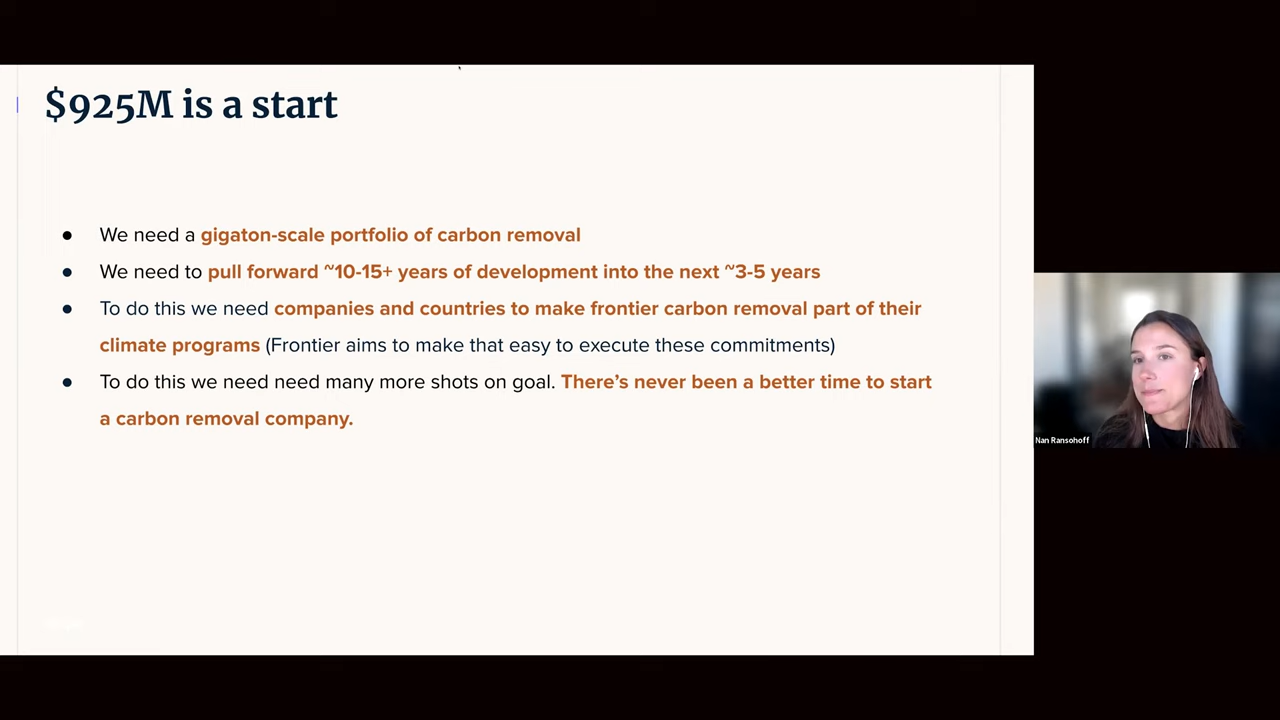 $925M is a start
● We need a gigaton-scale portfolio of carbon removal
● We need to pull forward ~10-15+ years of development into the next ~3-5 years
● To do this we need companies and countries to make frontier carbon removal part of their
climate programs (Frontier aims to make that easy to execute these commitments)
● To do this we need need many more shots on goal. There’s never been a better time to start
a carbon removal company.
Nan Ransohoff